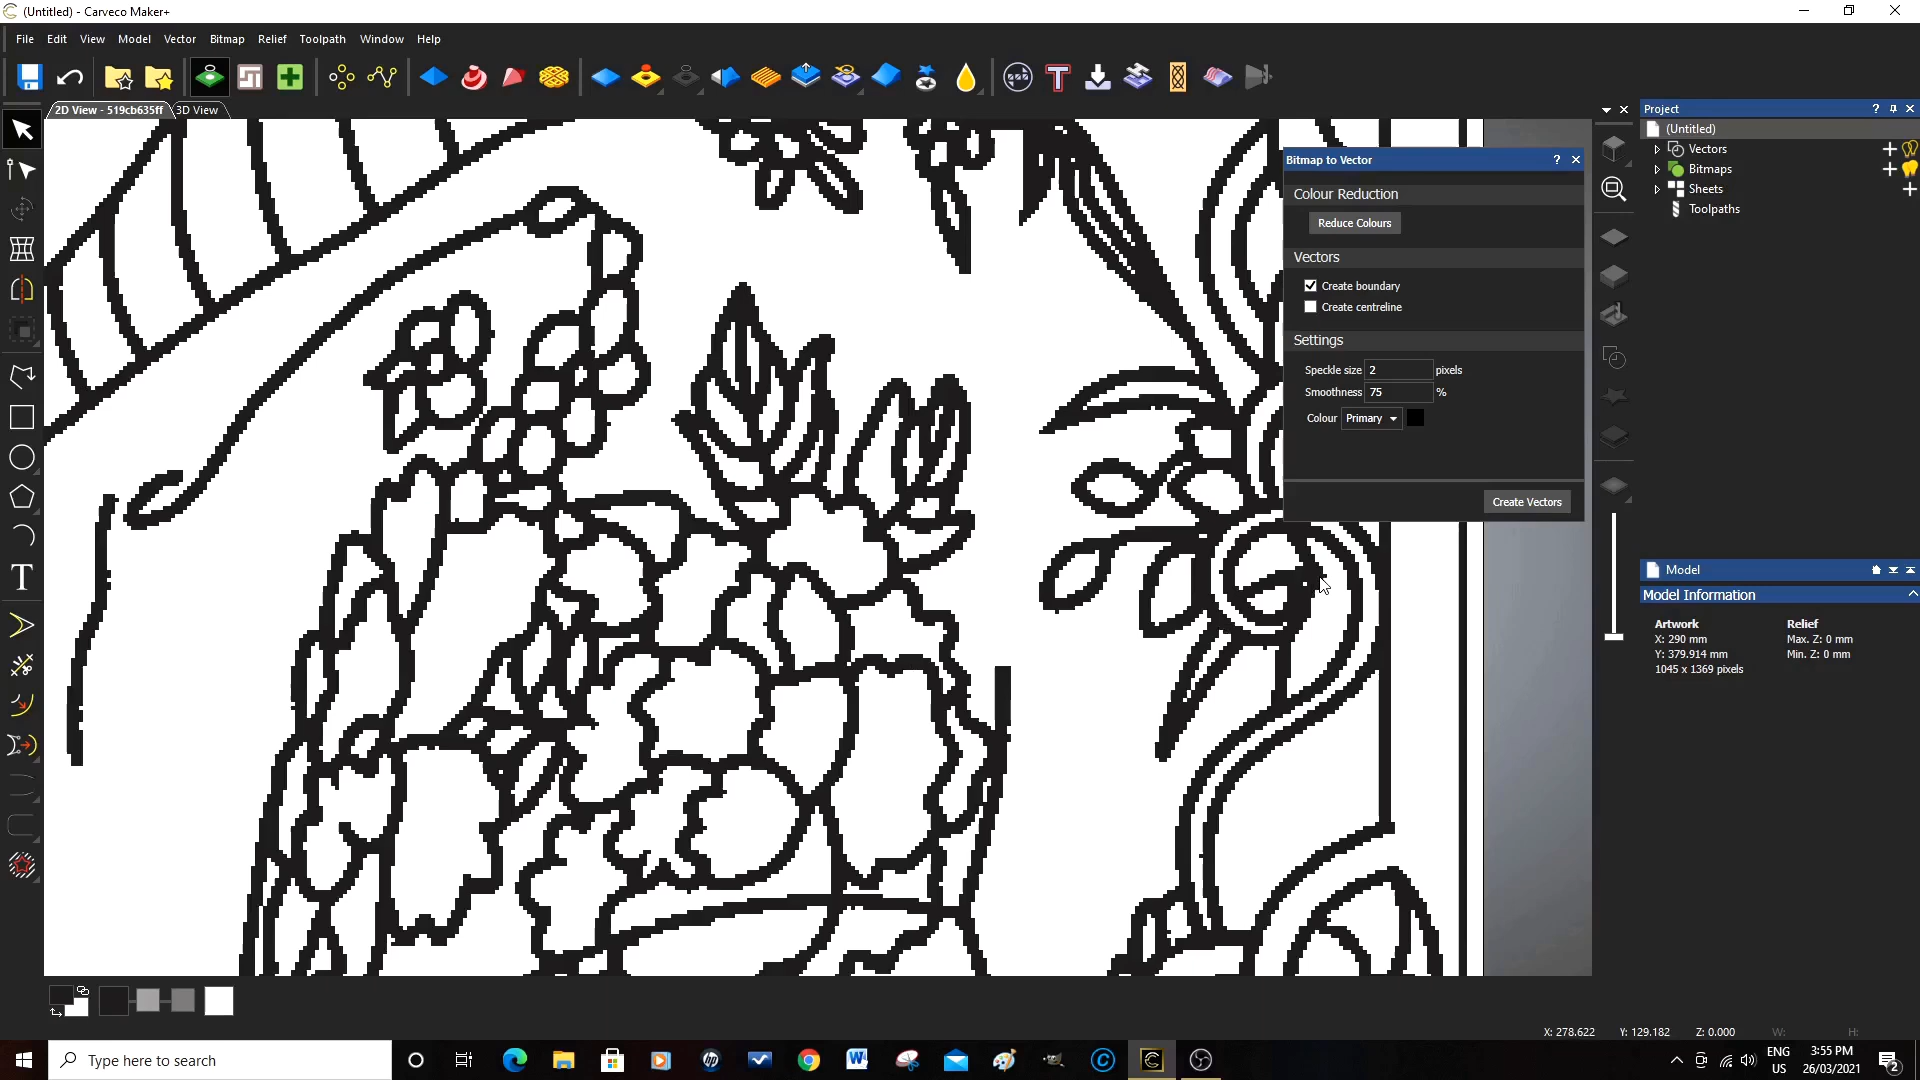 (Untitled) - Carveco Maker+
File Edit View Model Vector Bitmap Relief Toolpath Window Help
2D View - 519cb635ff 3D View
Bitmap to Vector ?
Colour Reduction
Reduce Colours
Vectors
Create boundary
Create centreline
Settings
Speckle size 2 pixels
Smoothness 75 %
Colour Primary
Create Vectors
Project ?
(Untitled)
Vectors
Bitmaps
Sheets
Toolpaths
Model
Model Information
Artwork Relief
X: 290 mm Max. Z: 0 mm
Y: 379.914 mm Min. Z: 0 mm
1045 x 1369 pixels
X: 278.622 Y: 129.182 Z: 0.000 W: H:
Type here to search
ENG 3:55 PM
US 26/03/2021
2